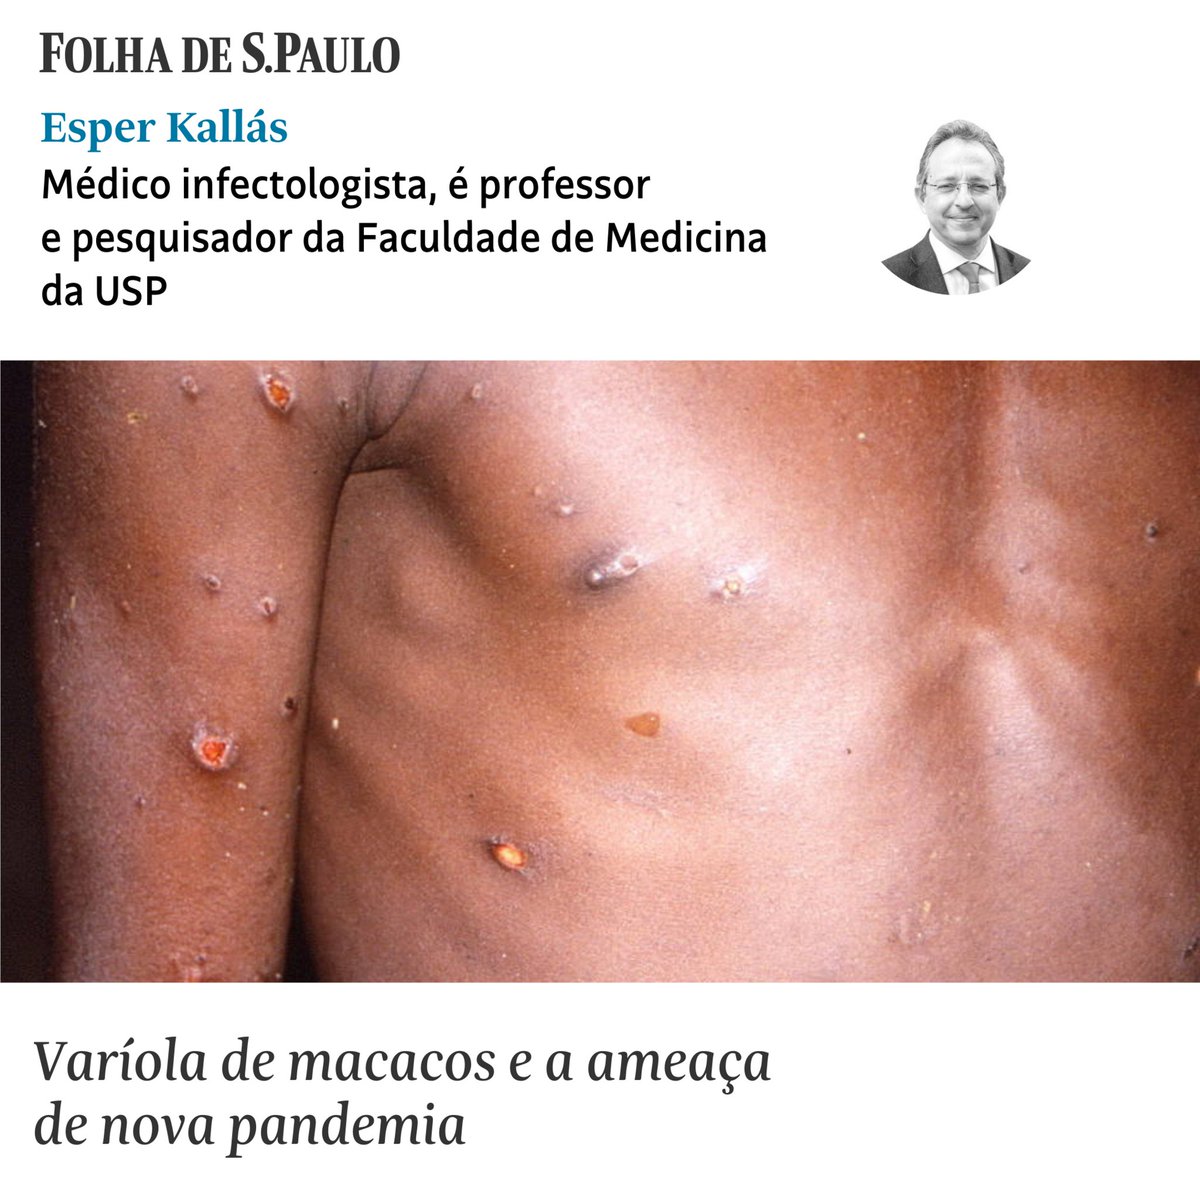 FOLHA DE S.PAULO
Esper Kallás
Médico infectologista, é professor
e pesquisador da Faculdade de Medicina
da USP
Varíola de macacos e a ameaça
de nova pandemia